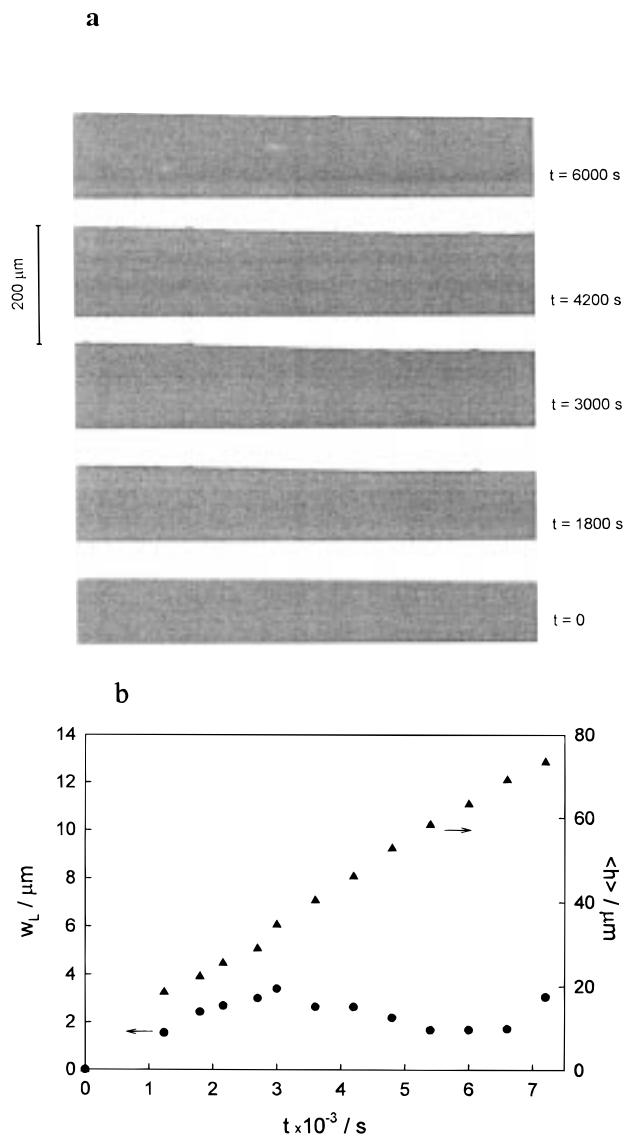 a
t = 6000 s
200 μm
t = 4200 s
t = 3000 s
t = 1800 s
t = 0
b
14
12
10
8
6
4
2
0
w_L / μm
80
60
40
20
0
<h> / μm
0
1
2
3
4
5
6
7
t x10⁻³ / s